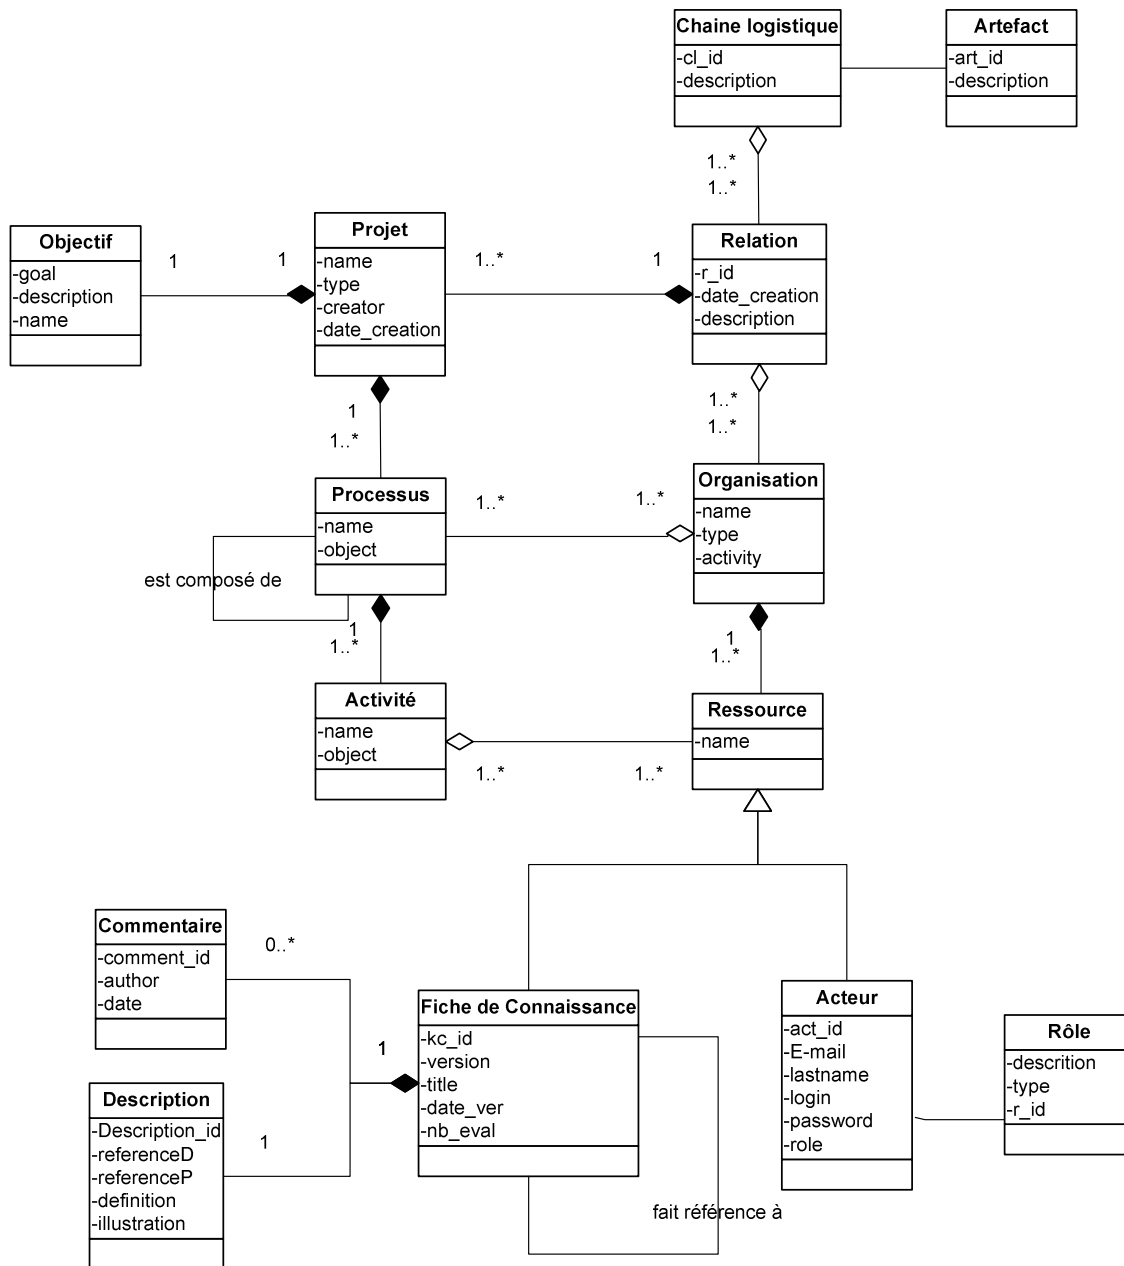 Chaine logistique
-cl_id
-description
Artefact
-art_id
-description
1..*
1..*
Objectif
-goal
-description
-name
1
1
Projet
-name
-type
-creator
-date_creation
1..*
1
Relation
-r_id
-date_creation
-description
1
1..*
1..*
1..*
Processus
-name
-object
est composé de
1..*
1..*
Organisation
-name
-type
-activity
1
1..*
1
1..*
Activité
-name
-object
1..*
1..*
Ressource
-name
Commentaire
-comment_id
-author
-date
0..*
Description
-Description_id
-referenceD
-referenceP
-definition
-illustration
1
1
Fiche de Connaissance
-kc_id
-version
-title
-date_ver
-nb_eval
fait référence à
Acteur
-act_id
-E-mail
-lastname
-login
-password
-role
Rôle
-descrition
-type
-r_id